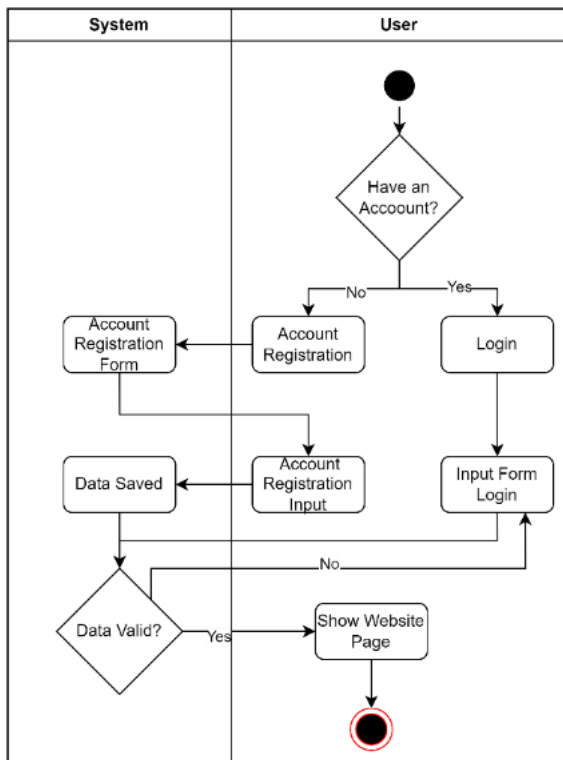 System
User
Have an
Accoount?
No
Yes
Account
Registration
Form
Account
Registration
Login
Data Saved
Account
Registration
Input
Input Form
Login
No
Data Valid?
Yes
Show Website
Page